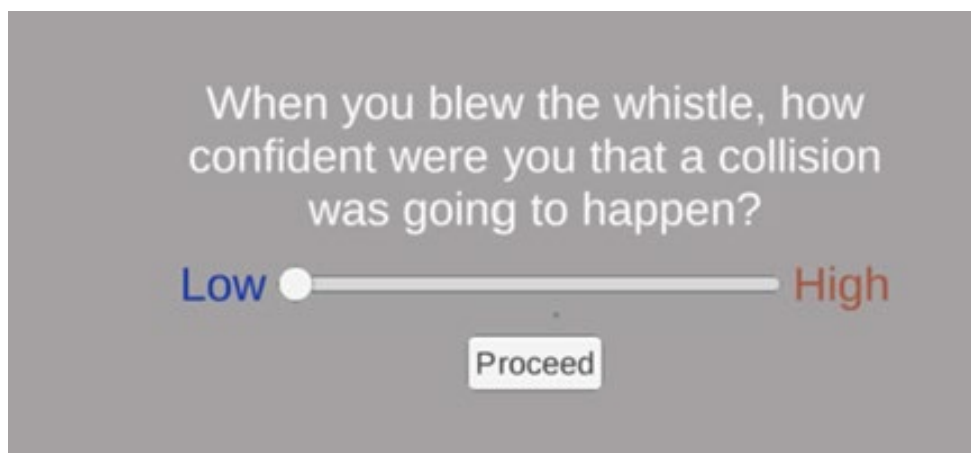 When you blew the whistle, how
confident were you that a collision
was going to happen?
Low High
Proceed